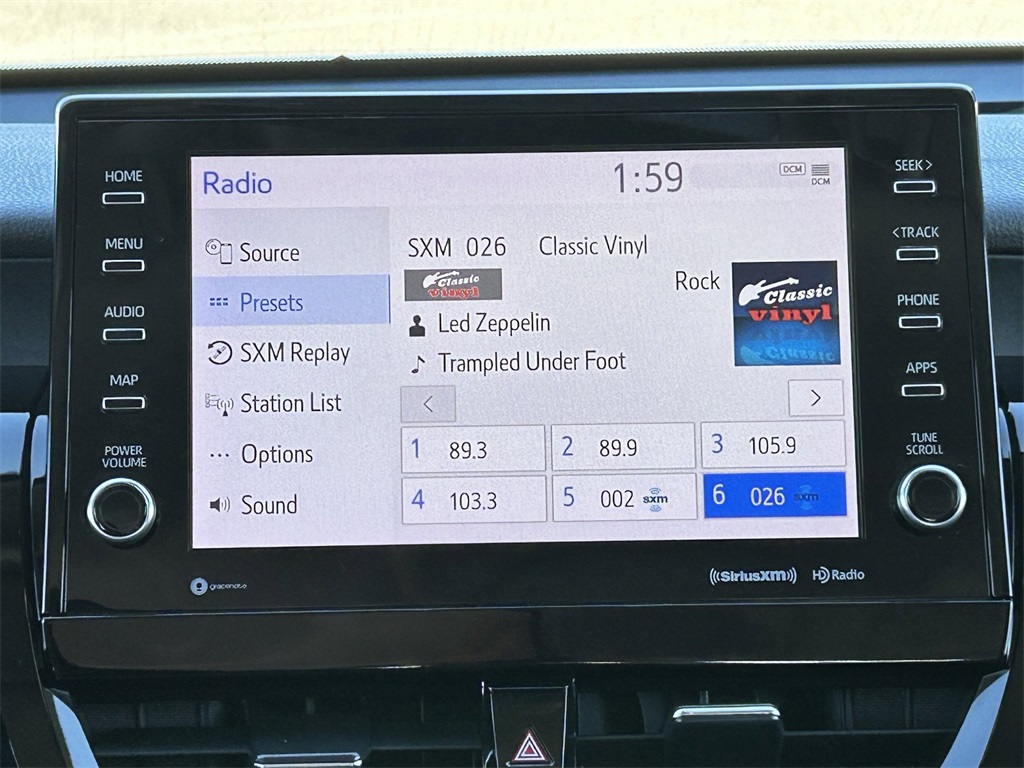 HOME
MENU
AUDIO
MAP
POWER
VOLUME
Radio
1:59
DCM
DCM
Source
Presets
SXM Replay
Station List
Options
Sound
SXM 026 Classic Vinyl
Classic
vinyl
Rock
Classic
vinyl
Classic
Led Zeppelin
Trampled Under Foot
<
>
1 89.3
2 89.9
3 105.9
4 103.3
5 002 sxm
6 026 sxm
SEEK >
< TRACK
PHONE
APPS
TUNE
SCROLL
gracenote
((SiriusXM))
HD Radio